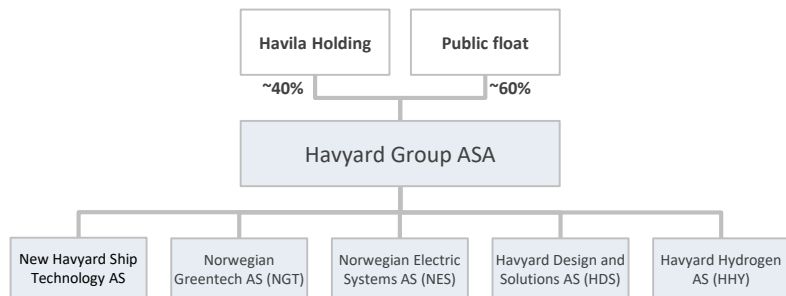 Havila Holding
Public float
~40%
~60%
Havyard Group ASA
New Havyard Ship
Technology AS
Norwegian
Greentech AS (NGT)
Norwegian Electric
Systems AS (NES)
Havyard Design and
Solutions AS (HDS)
Havyard Hydrogen
AS (HHY)